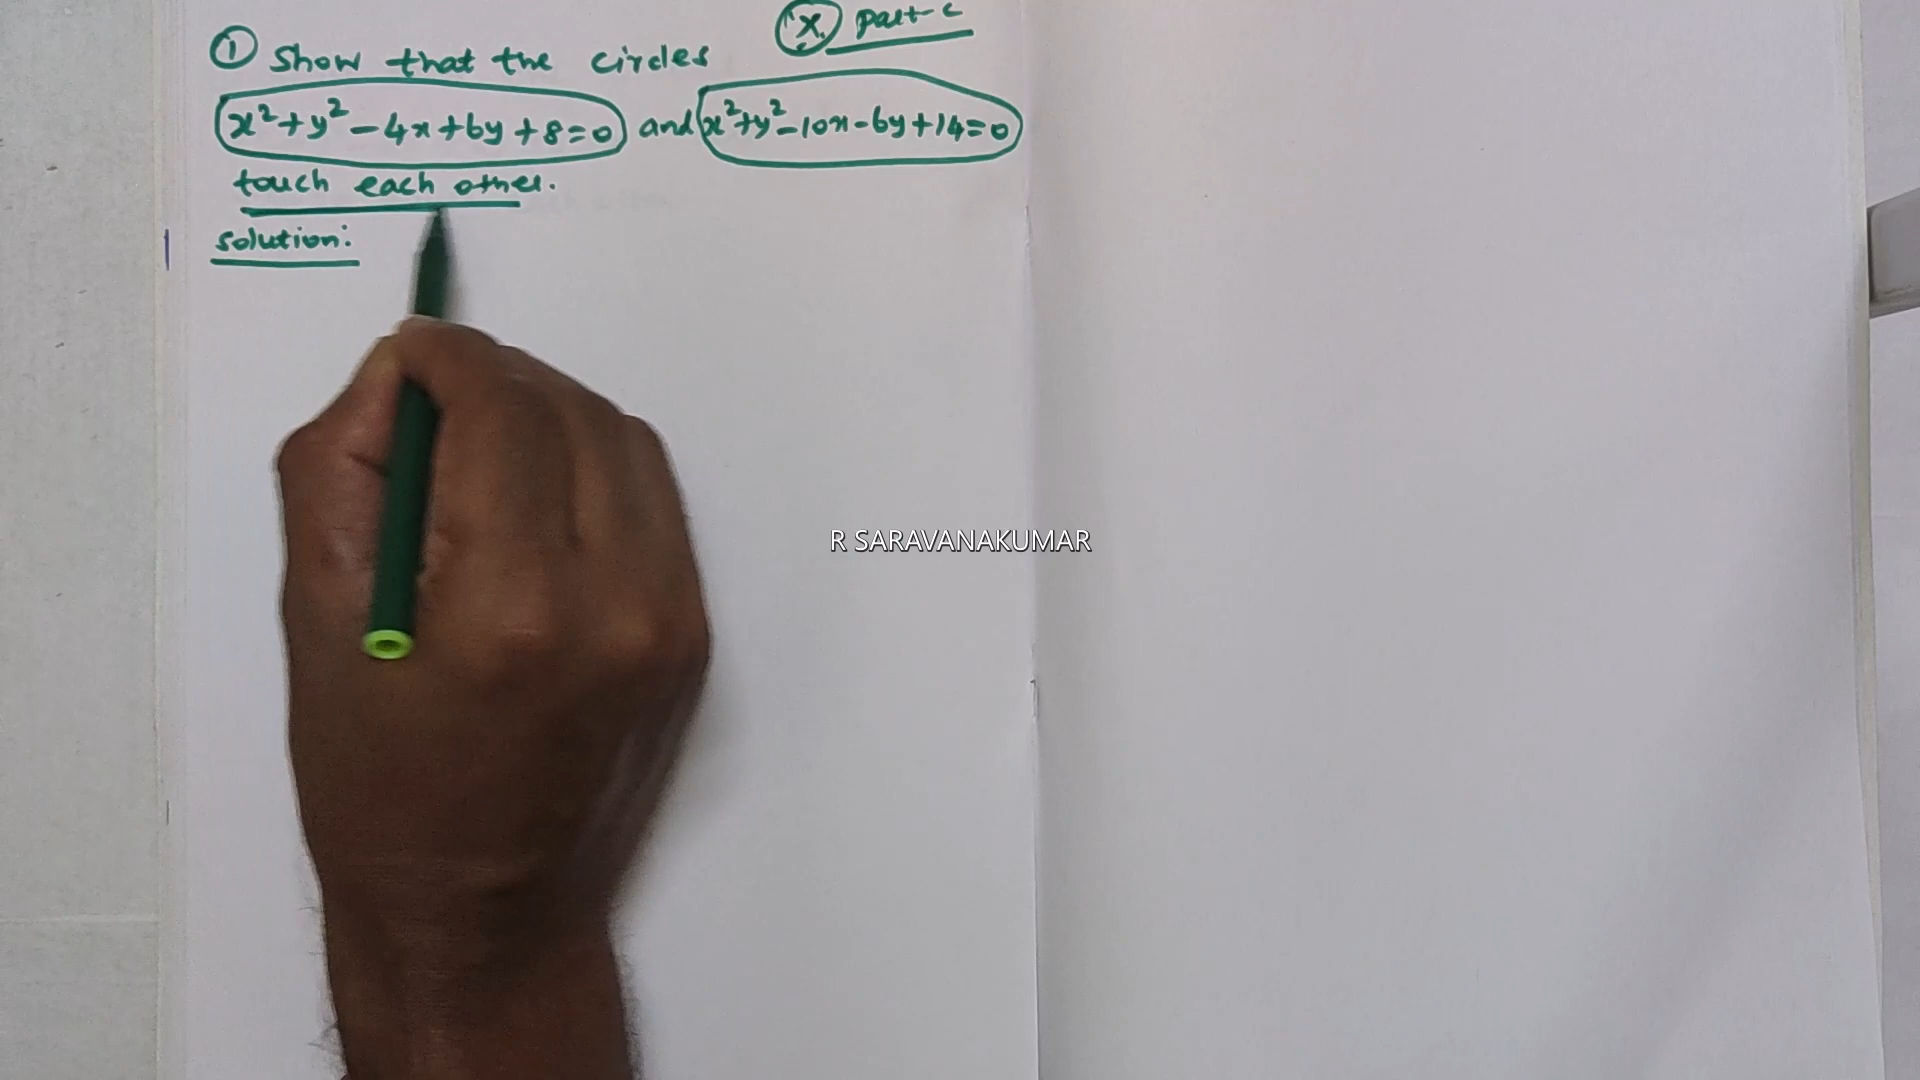 Ⓧ part-c
① Show that the circles
x²+y²-4x+6y+8=0 and x²+y²-10x-6y+14=0
touch each other.
solution:
R SARAVANAKUMAR